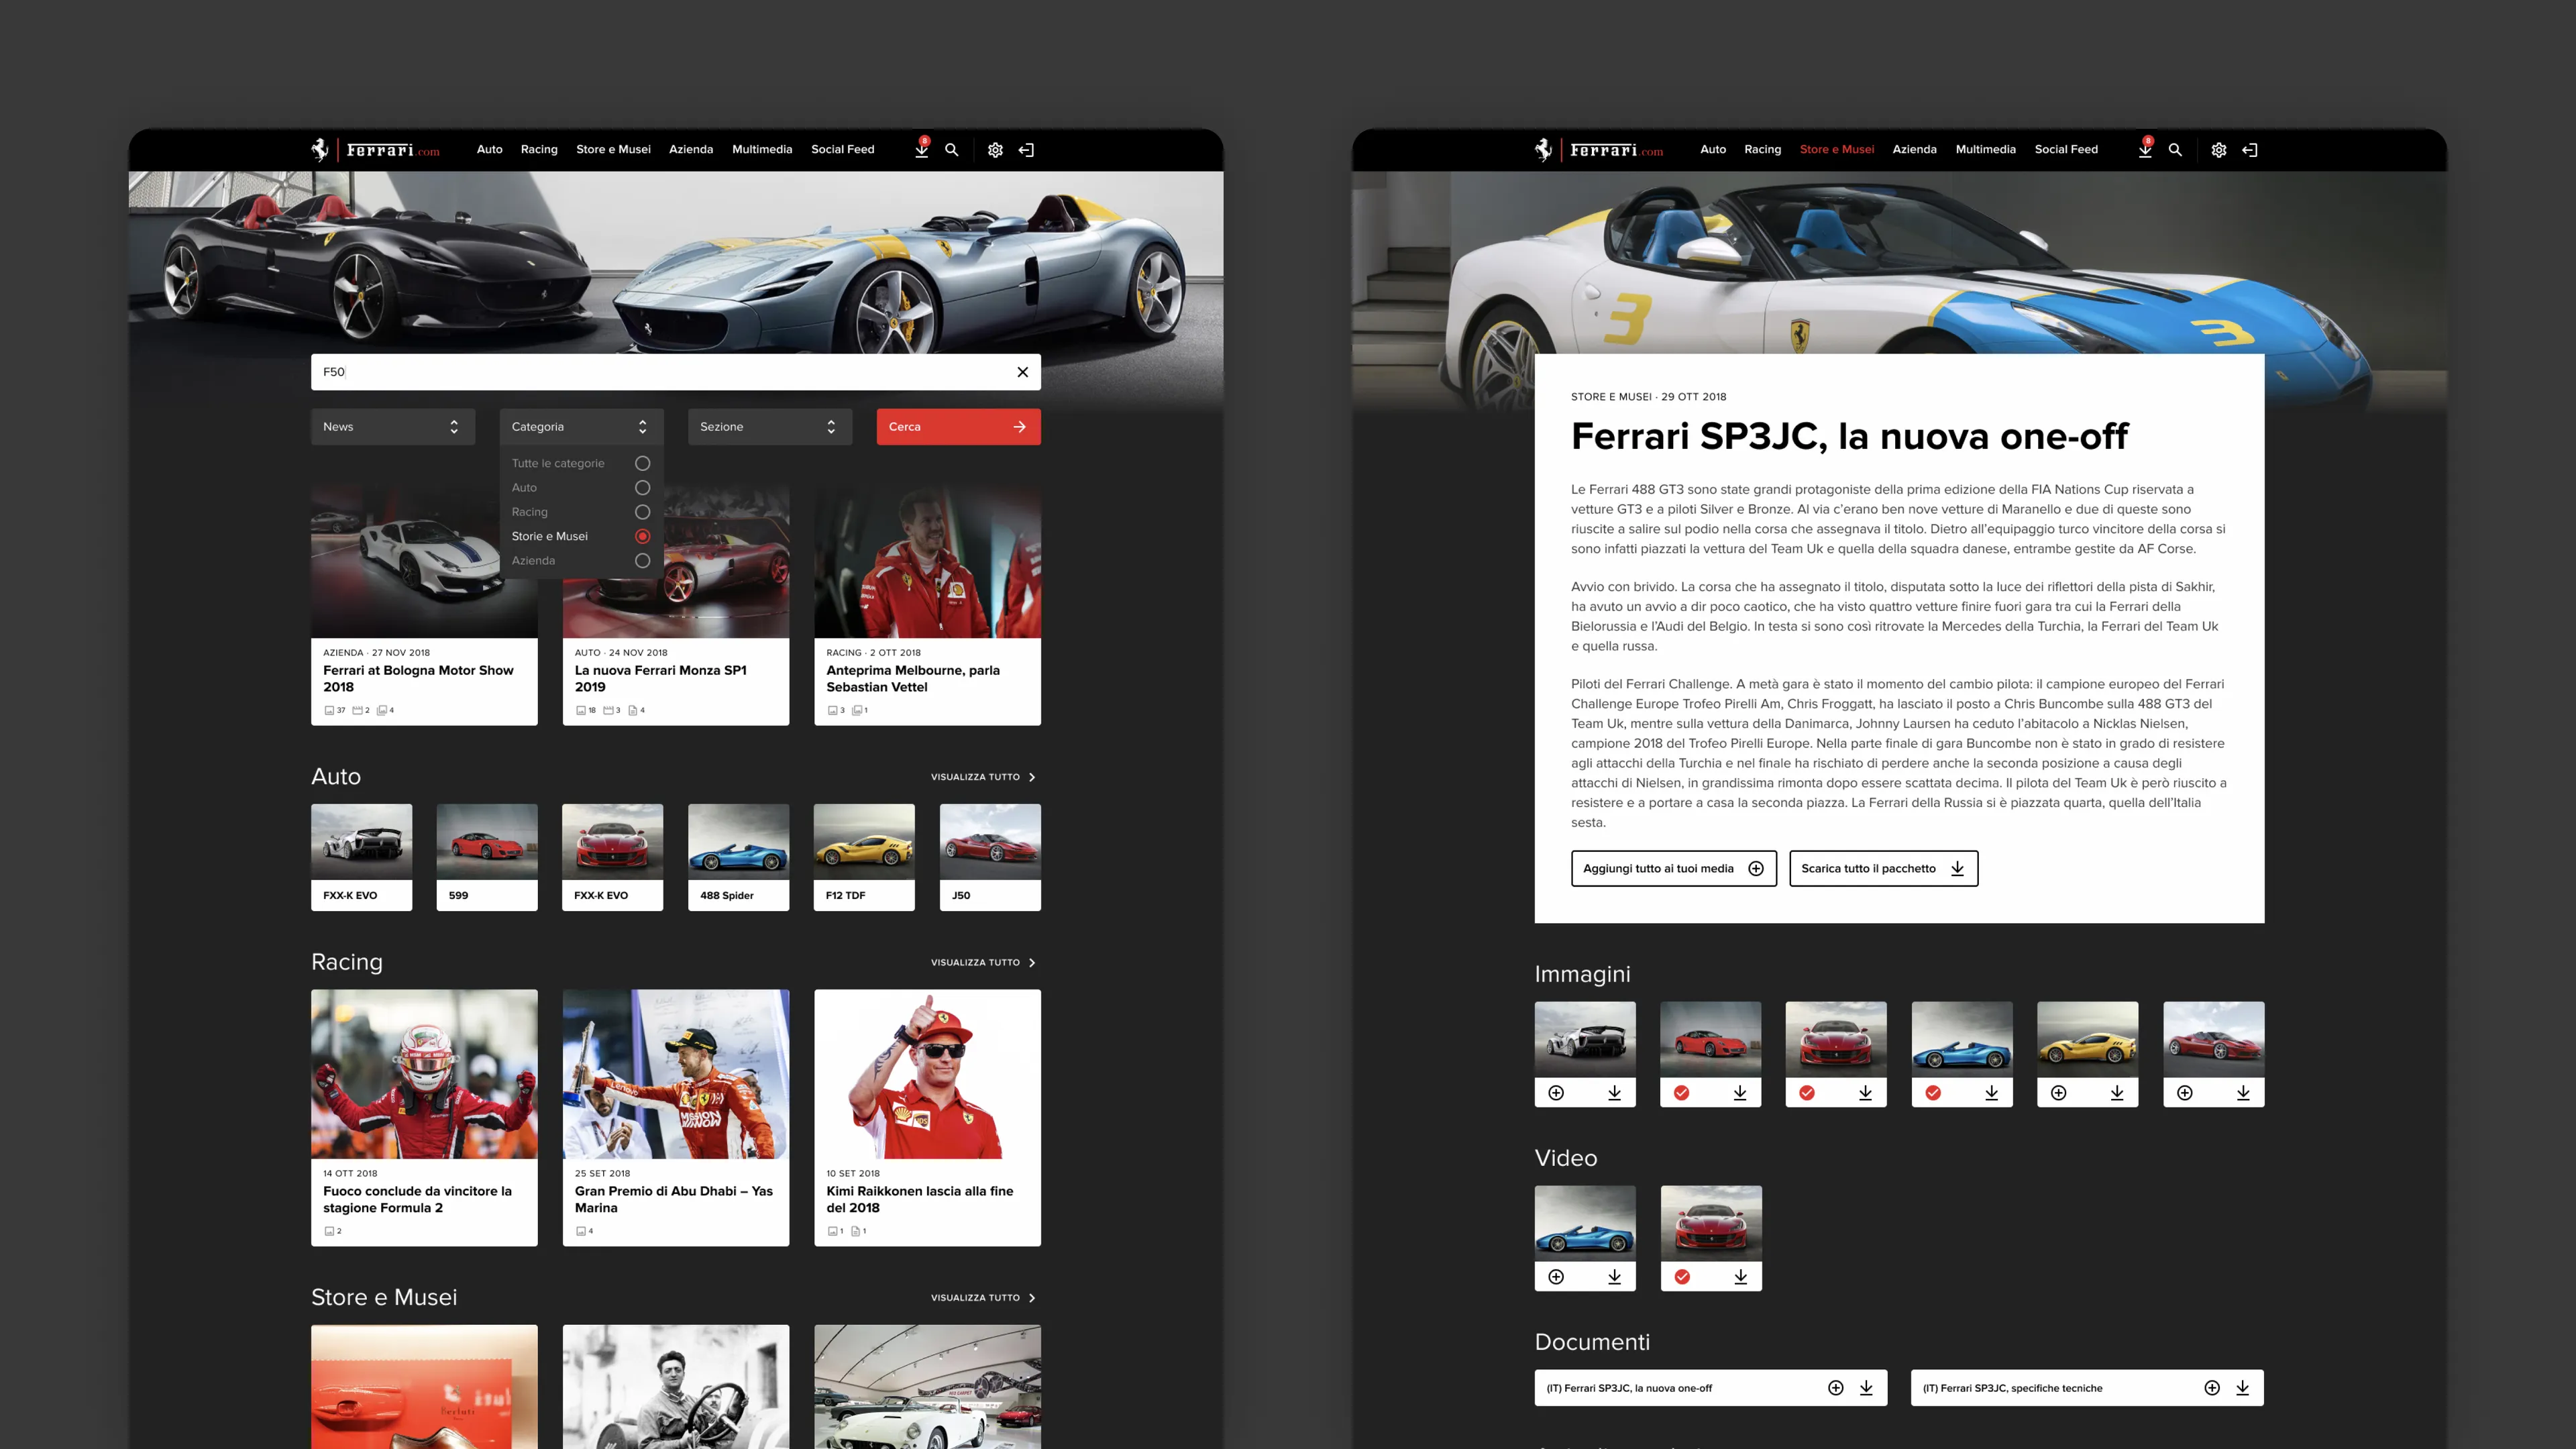 Ferrari.com
Auto
Racing
Store e Musei
Azienda
Multimedia
Social Feed
8
F50
News
Categoria
Sezione
Cerca
Tutte le categorie
Auto
Racing
Storie e Musei
Azienda
AZIENDA · 27 NOV 2018
Ferrari at Bologna Motor Show
2018
37 2 4
AUTO · 24 NOV 2018
La nuova Ferrari Monza SP1
2019
18 3 4
RACING · 2 OTT 2018
Anteprima Melbourne, parla
Sebastian Vettel
3 1
Auto
VISUALIZZA TUTTO
FXX-K EVO
599
FXX-K EVO
488 Spider
F12 TDF
J50
Racing
VISUALIZZA TUTTO
Lenovo
MISSION
WINNOW
14 OTT 2018
Fuoco conclude da vincitore la
stagione Formula 2
2
25 SET 2018
Gran Premio di Abu Dhabi – Yas
Marina
4
10 SET 2018
Kimi Raikkonen lascia alla fine
del 2018
1 1
Store e Musei
VISUALIZZA TUTTO
Berluti
Ferrari.com
Auto
Racing
Store e Musei
Azienda
Multimedia
Social Feed
8
3
3
STORE E MUSEI · 29 OTT 2018
Ferrari SP3JC, la nuova one-off
Le Ferrari 488 GT3 sono state grandi protagoniste della prima edizione della FIA Nations Cup riservata a
vetture GT3 e a piloti Silver e Bronze. Al via c’erano ben nove vetture di Maranello e due di queste sono
riuscite a salire sul podio nella corsa che assegnava il titolo. Dietro all’equipaggio turco vincitore della corsa si
sono infatti piazzati la vettura del Team Uk e quella della squadra danese, entrambe gestite da AF Corse.
Avvio con brivido. La corsa che ha assegnato il titolo, disputata sotto la luce dei riflettori della pista di Sakhir,
ha avuto un avvio a dir poco caotico, che ha visto quattro vetture finire fuori gara tra cui la Ferrari della
Bielorussia e l’Audi del Belgio. In testa si sono così ritrovate la Mercedes della Turchia, la Ferrari del Team Uk
e quella russa.
Piloti del Ferrari Challenge. A metà gara è stato il momento del cambio pilota: il campione europeo del Ferrari
Challenge Europe Trofeo Pirelli Am, Chris Froggatt, ha lasciato il posto a Chris Buncombe sulla 488 GT3 del
Team Uk, mentre sulla vettura della Danimarca, Johnny Laursen ha ceduto l’abitacolo a Nicklas Nielsen,
campione 2018 del Trofeo Pirelli Europe. Nella parte finale di gara Buncombe non è stato in grado di resistere
agli attacchi della Turchia e nel finale ha rischiato di perdere anche la seconda posizione a causa degli
attacchi di Nielsen, in grandissima rimonta dopo essere scattata decima. Il pilota del Team Uk è però riuscito a
resistere e a portare a casa la seconda piazza. La Ferrari della Russia si è piazzata quarta, quella dell’Italia
sesta.
Aggiungi tutto ai tuoi media
Scarica tutto il pacchetto
Immagini
Video
Documenti
(IT) Ferrari SP3JC, la nuova one-off
(IT) Ferrari SP3JC, specifiche tecniche